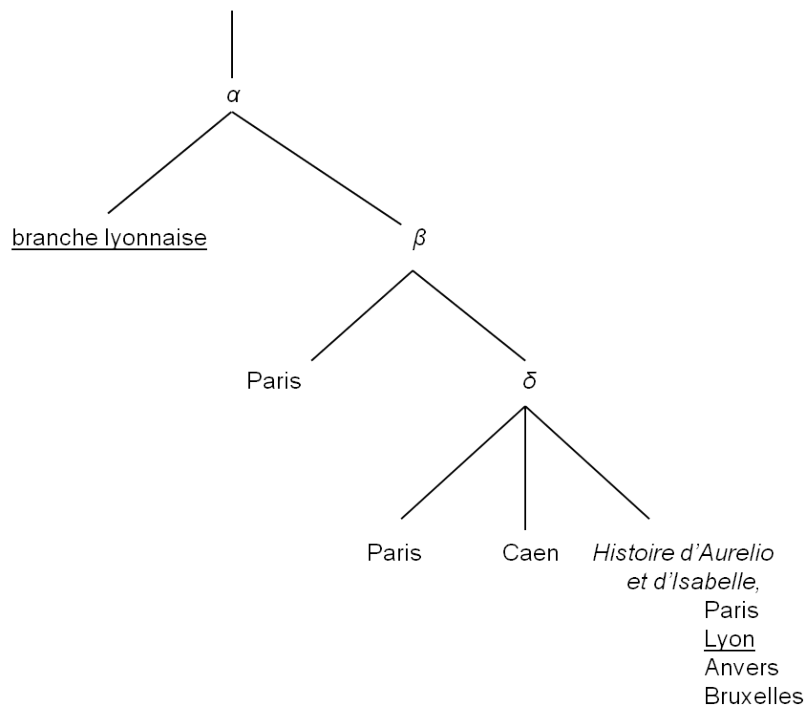 α
branche lyonnaise
β
Paris
δ
Paris Caen Histoire d'Aurelio
et d'Isabelle,
Paris
Lyon
Anvers
Bruxelles